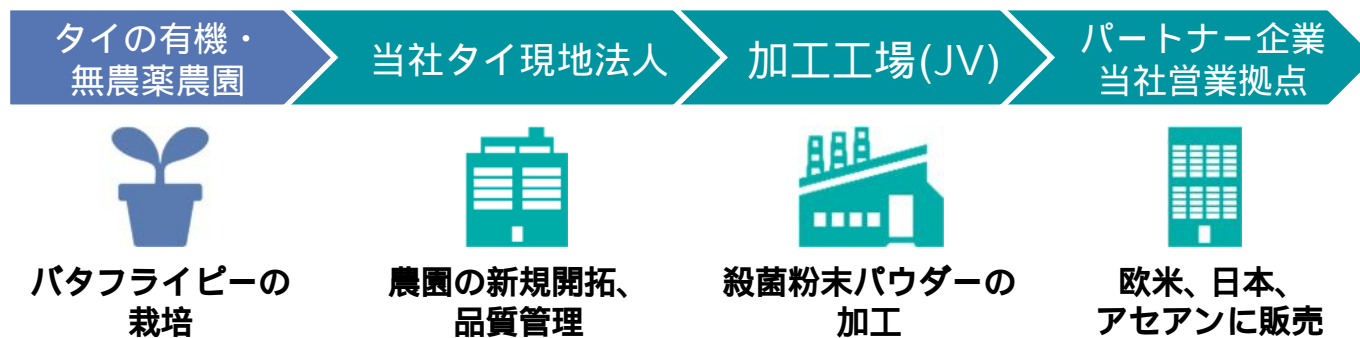 タイの有機・
無農薬農園
当社タイ現地法人
加工工場(JV)
パートナー企業
当社営業拠点
バタフライピーの
栽培
農園の新規開拓、
品質管理
殺菌粉末パウダーの
加工
欧米、日本、
アセアンに販売